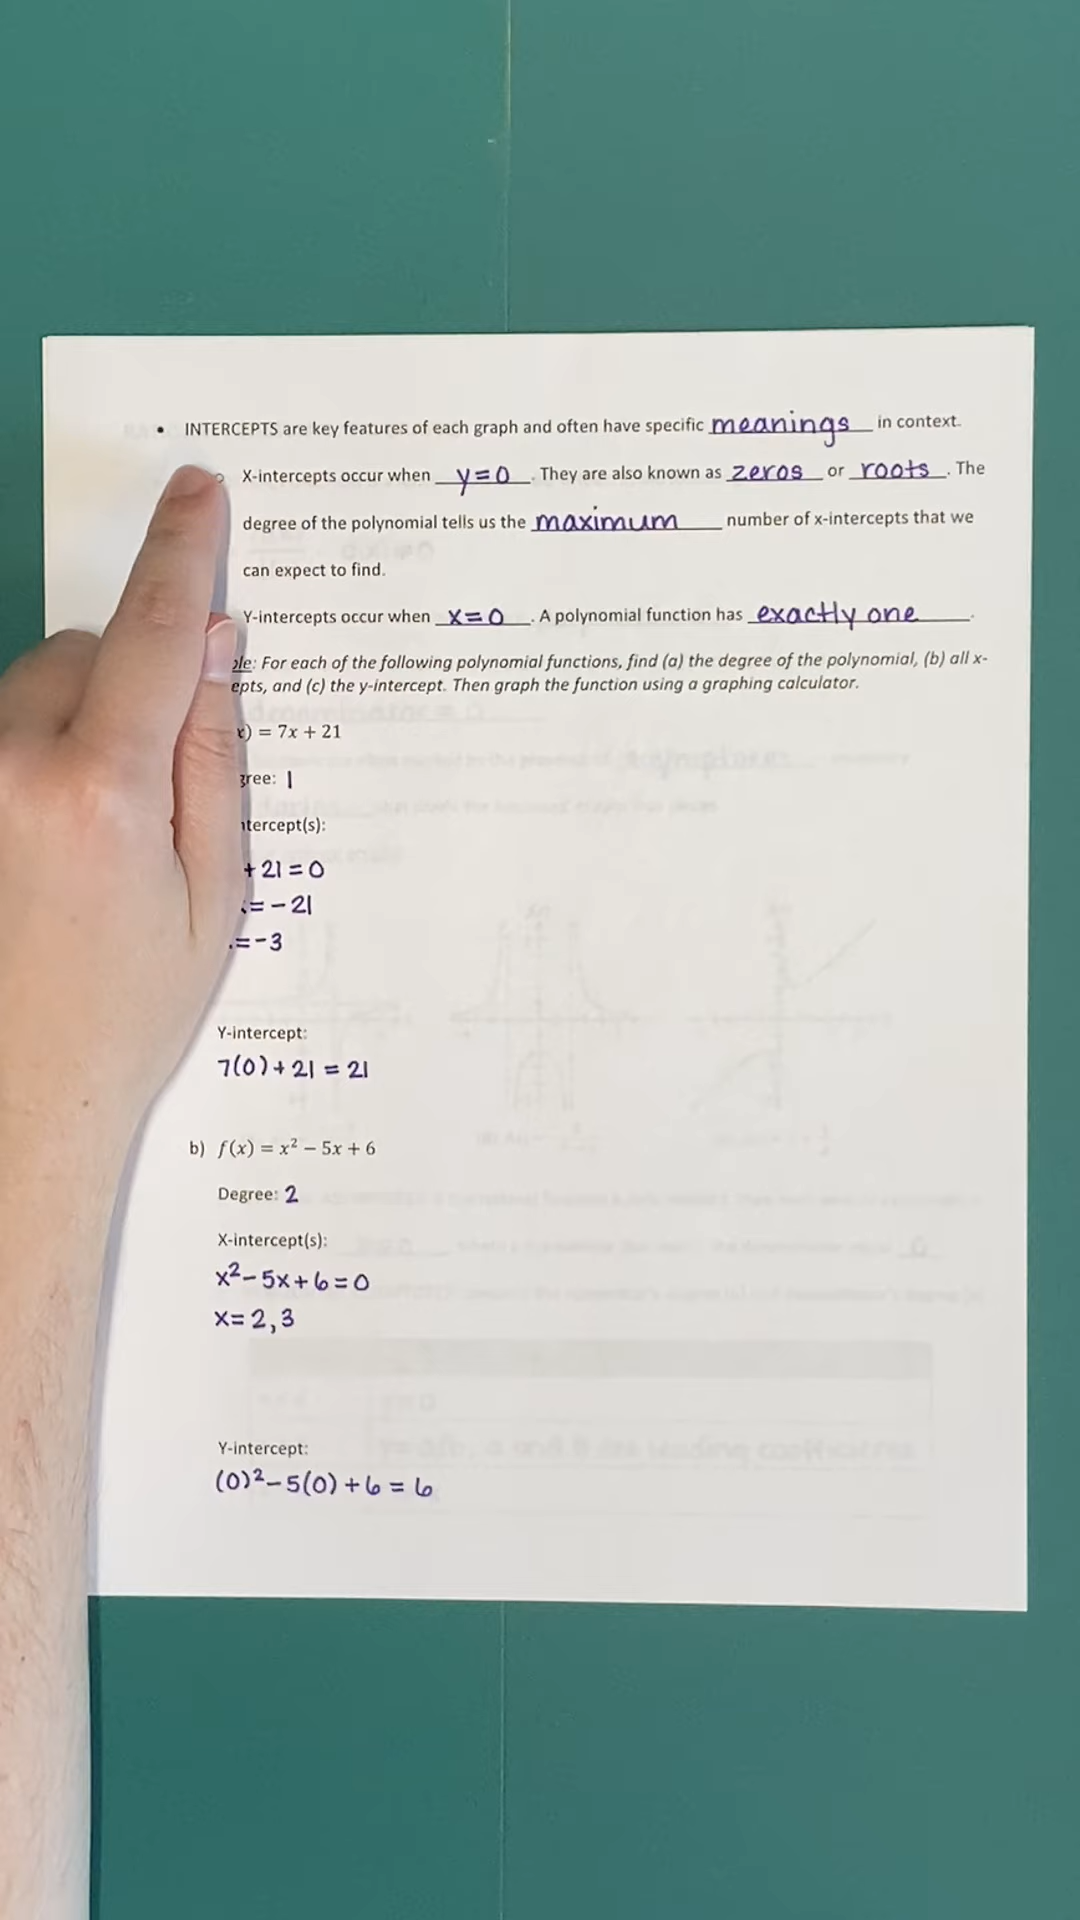 • INTERCEPTS are key features of each graph and often have specific meanings in context.
X-intercepts occur when y=0. They are also known as zeros or roots. The
degree of the polynomial tells us the maximum number of x-intercepts that we
can expect to find.
Y-intercepts occur when x=0. A polynomial function has exactly one.
ple: For each of the following polynomial functions, find (a) the degree of the polynomial, (b) all x-
epts, and (c) the y-intercept. Then graph the function using a graphing calculator.
x) = 7x + 21
gree: 1
ntercept(s):
+ 21 = 0
= - 21
= -3
Y-intercept:
7(0) + 21 = 21
b) f(x) = x² − 5x + 6
Degree: 2
X-intercept(s):
x² - 5x + 6 = 0
x = 2, 3
Y-intercept:
(0)² - 5(0) + 6 = 6